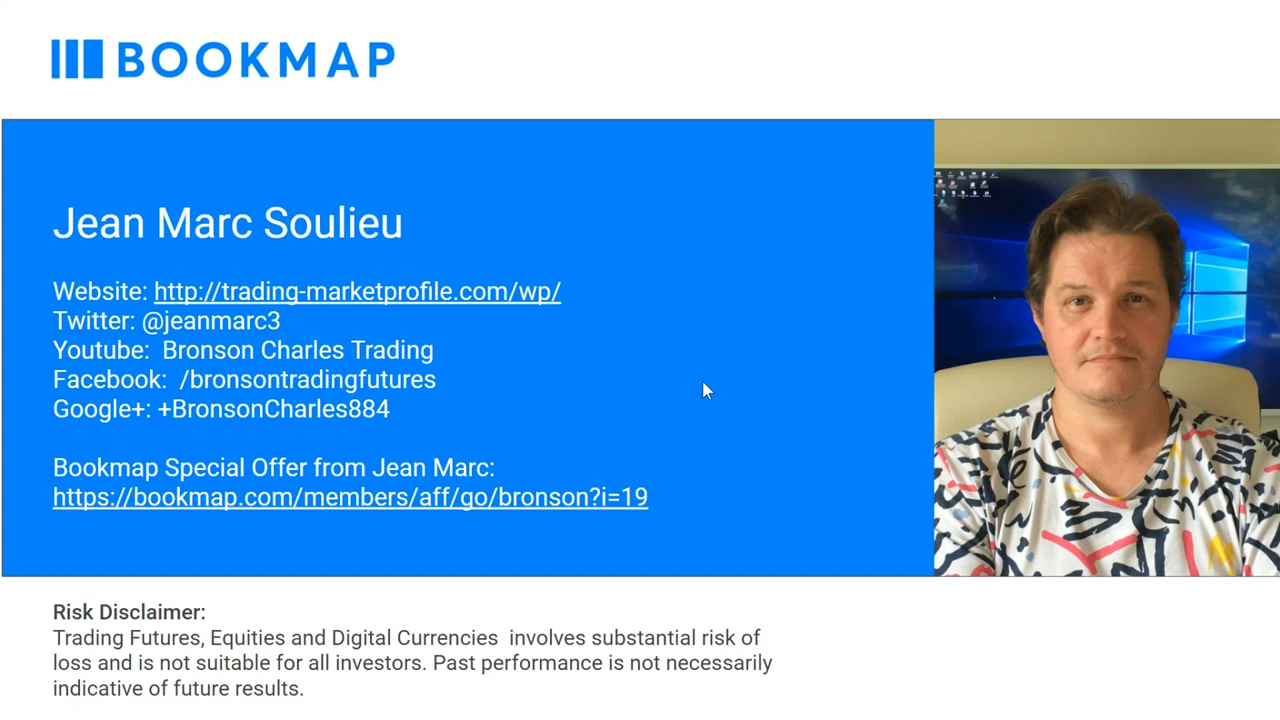 BOOKMAP
Jean Marc Soulieu
Website: http://trading-marketprofile.com/wp/
Twitter: @jeanmarc3
Youtube:  Bronson Charles Trading
Facebook:  /bronsontradingfutures
Google+: +BronsonCharles884
Bookmap Special Offer from Jean Marc:
https://bookmap.com/members/aff/go/bronson?i=19
Risk Disclaimer:
Trading Futures, Equities and Digital Currencies  involves substantial risk of
loss and is not suitable for all investors. Past performance is not necessarily
indicative of future results.